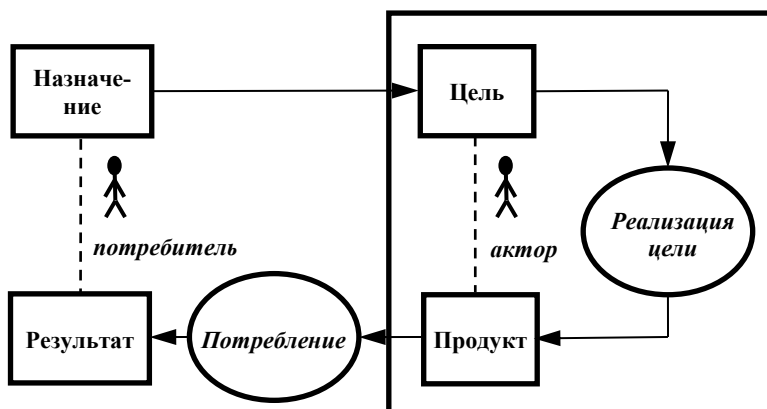 Назначе-
ние
Цель
Реализация
цели
потребитель
актор
Результат
Потребление
Продукт